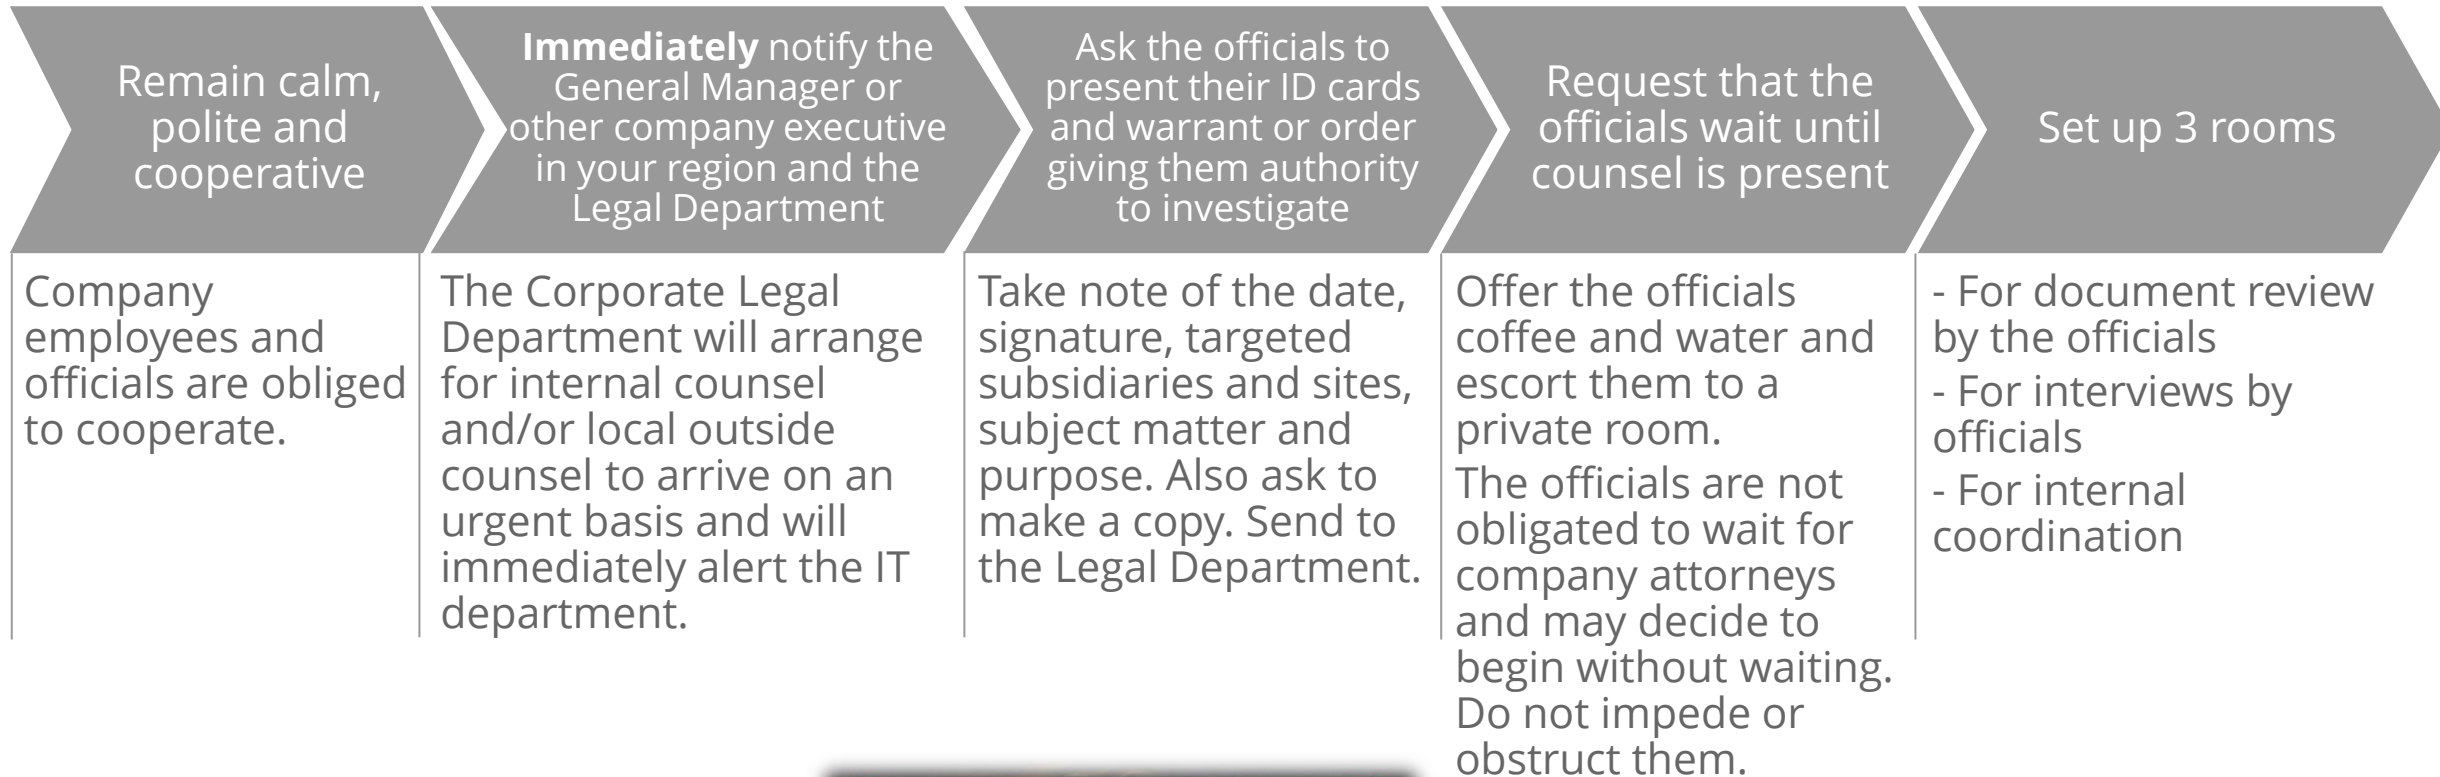 Remain calm,
polite and
cooperative
Company
employees and
officials are obliged
to cooperate.
Immediately notify the
General Manager or
other company executive
in your region and the
Legal Department
The Corporate Legal
Department will arrange
for internal counsel
and/or local outside
counsel to arrive on an
urgent basis and will
immediately alert the IT
department.
Ask the officials to
present their ID cards
and warrant or order
giving them authority
to investigate
Take note of the date,
signature, targeted
subsidiaries and sites,
subject matter and
purpose. Also ask to
make a copy. Send to
the Legal Department.
Request that the
officials wait until
counsel is present
Offer the officials
coffee and water and
escort them to a
private room.
The officials are not
obligated to wait for
company attorneys
and may decide to
begin without waiting.
Do not impede or
obstruct them.
Set up 3 rooms
- For document review
by the officials
- For interviews by
officials
- For internal
coordination